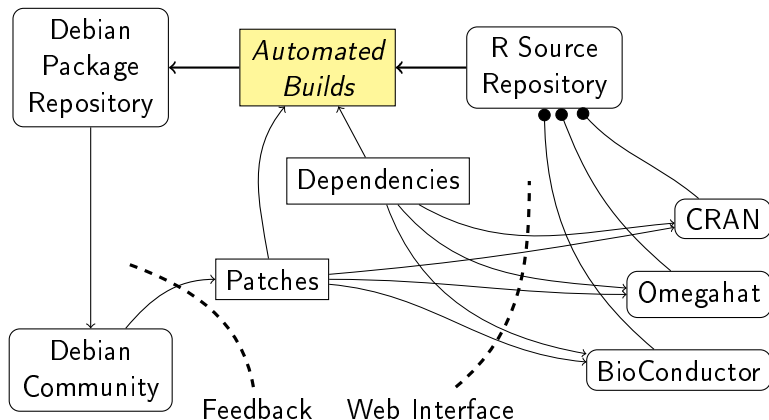 Debian
Package
Repository
Automated
Builds
R Source
Repository
Dependencies
CRAN
Patches
Omegahat
Debian
Community
BioConductor
Feedback
Web Interface